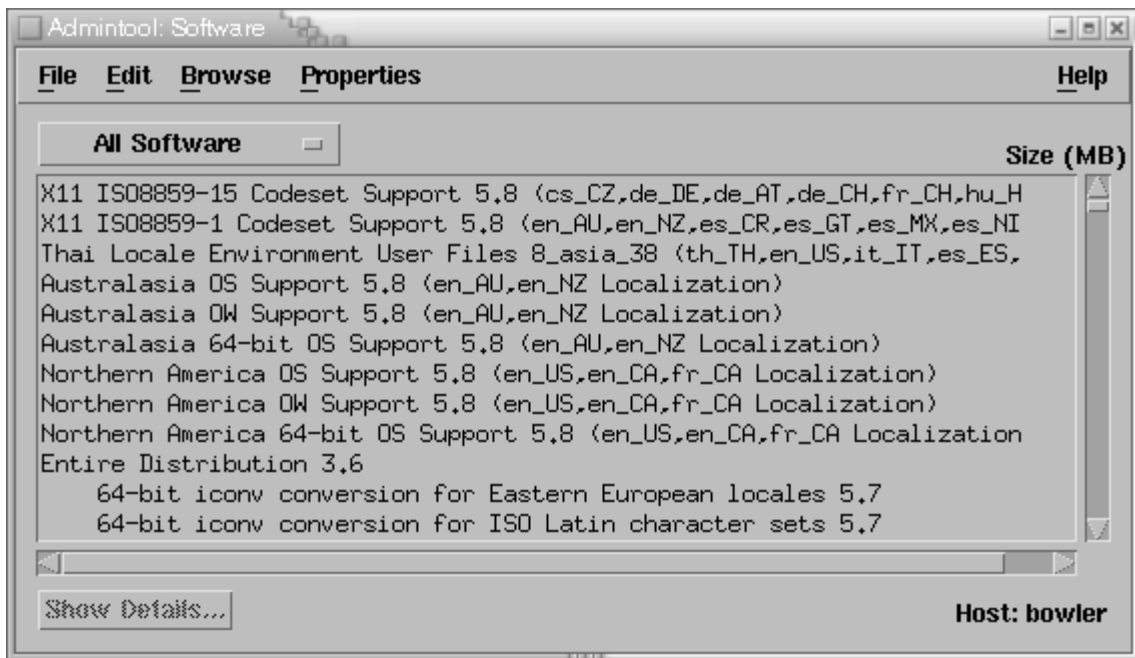 Admintool: Software
File Edit Browse Properties Help
All Software
Size (MB)
X11 ISO8859-15 Codeset Support 5.8 (cs_CZ,de_DE,de_AT,de_CH,fr_CH,hu_H
X11 ISO8859-1 Codeset Support 5.8 (en_AU,en_NZ,es_CR,es_GT,es_MX,es_NI
Thai Locale Environment User Files 8_asia_38 (th_TH,en_US,it_IT,es_ES,
Australasia OS Support 5.8 (en_AU,en_NZ Localization)
Australasia OW Support 5.8 (en_AU,en_NZ Localization)
Australasia 64-bit OS Support 5.8 (en_AU,en_NZ Localization)
Northern America OS Support 5.8 (en_US,en_CA,fr_CA Localization)
Northern America OW Support 5.8 (en_US,en_CA,fr_CA Localization)
Northern America 64-bit OS Support 5.8 (en_US,en_CA,fr_CA Localization
Entire Distribution 3.6
64-bit iconv conversion for Eastern European locales 5.7
64-bit iconv conversion for ISO Latin character sets 5.7
Show Details...
Host: bowler